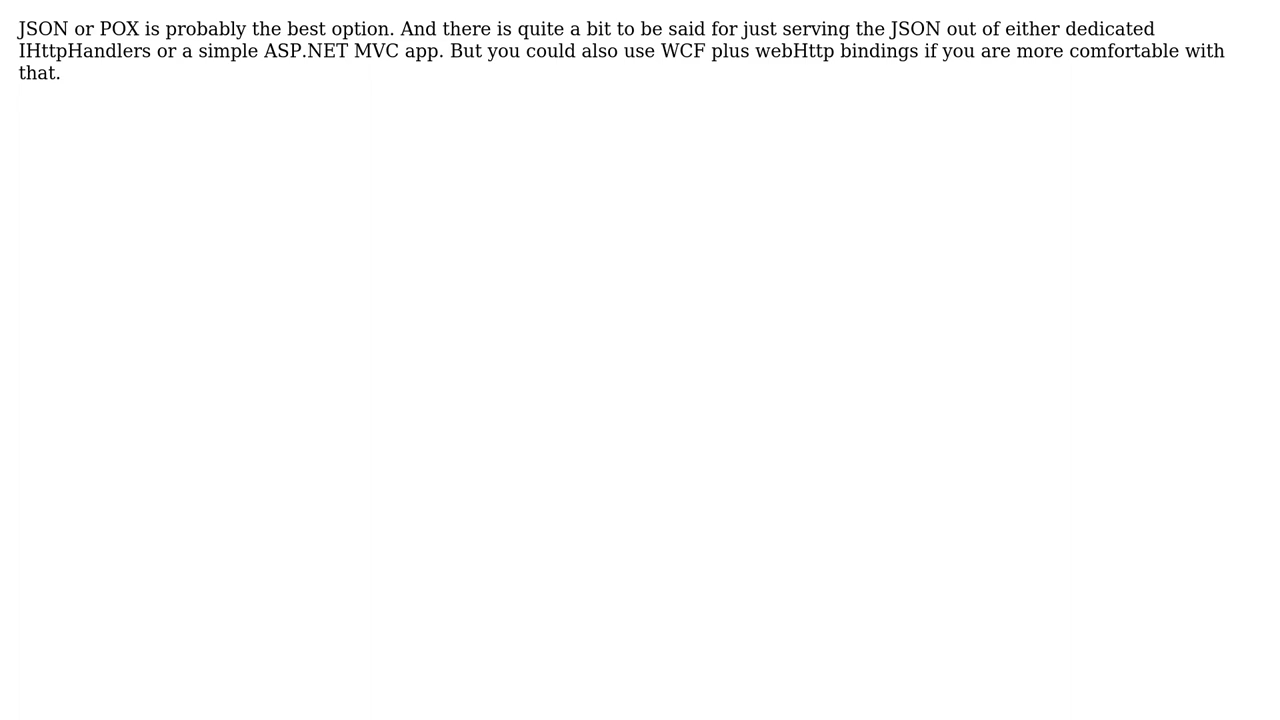 JSON or POX is probably the best option. And there is quite a bit to be said for just serving the JSON out of either dedicated
IHttpHandlers or a simple ASP.NET MVC app. But you could also use WCF plus webHttp bindings if you are more comfortable with
that.